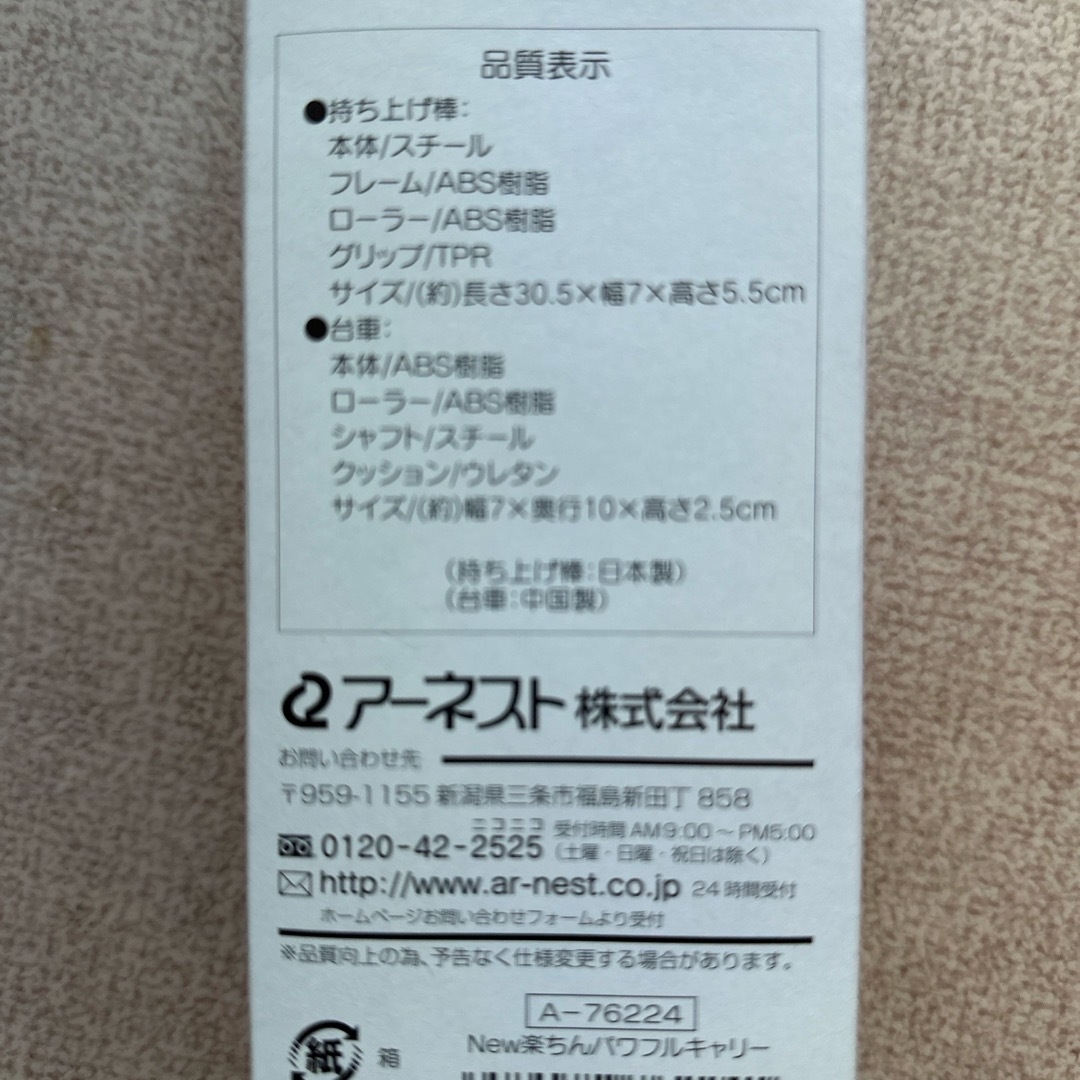 品質表示
●持ち上げ棒:
本体/スチール
フレーム/ABS樹脂
ローラー/ABS樹脂
グリップ/TPR
サイズ/(約)長さ30.5×幅7×高さ5.5cm
●台車:
本体/ABS樹脂
ローラー/ABS樹脂
シャフト/スチール
クッション/ウレタン
サイズ/(約)幅7×奥行10×高さ2.5cm
(持ち上げ棒:日本製)
(台車:中国製)
アーネスト株式会社
お問い合わせ先
〒959-1155 新潟県三条市福島新田丁858
ニコニコ
0120-42-2525 受付時間 AM9:00~PM5:00
(土曜・日曜・祝日は除く)
http://www.ar-nest.co.jp 24時間受付
ホームページお問い合わせフォームより受付
※品質向上の為、予告なく仕様変更する場合があります。
A-76224
紙 箱 New楽ちんパワフルキャリー